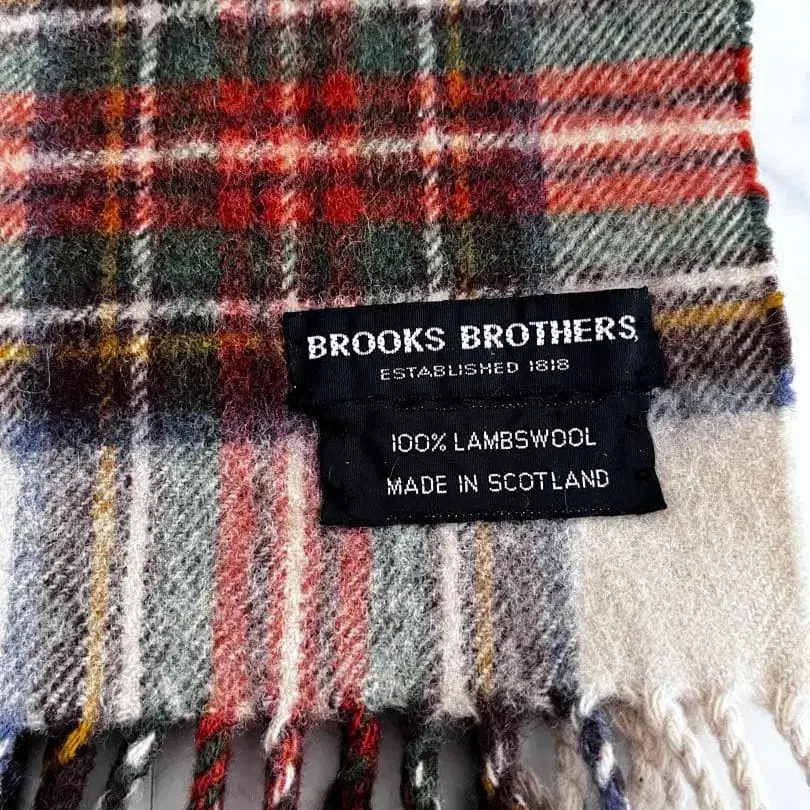 BROOKS BROTHERS,
ESTABLISHED 1818
100% LAMBSWOOL
MADE IN SCOTLAND